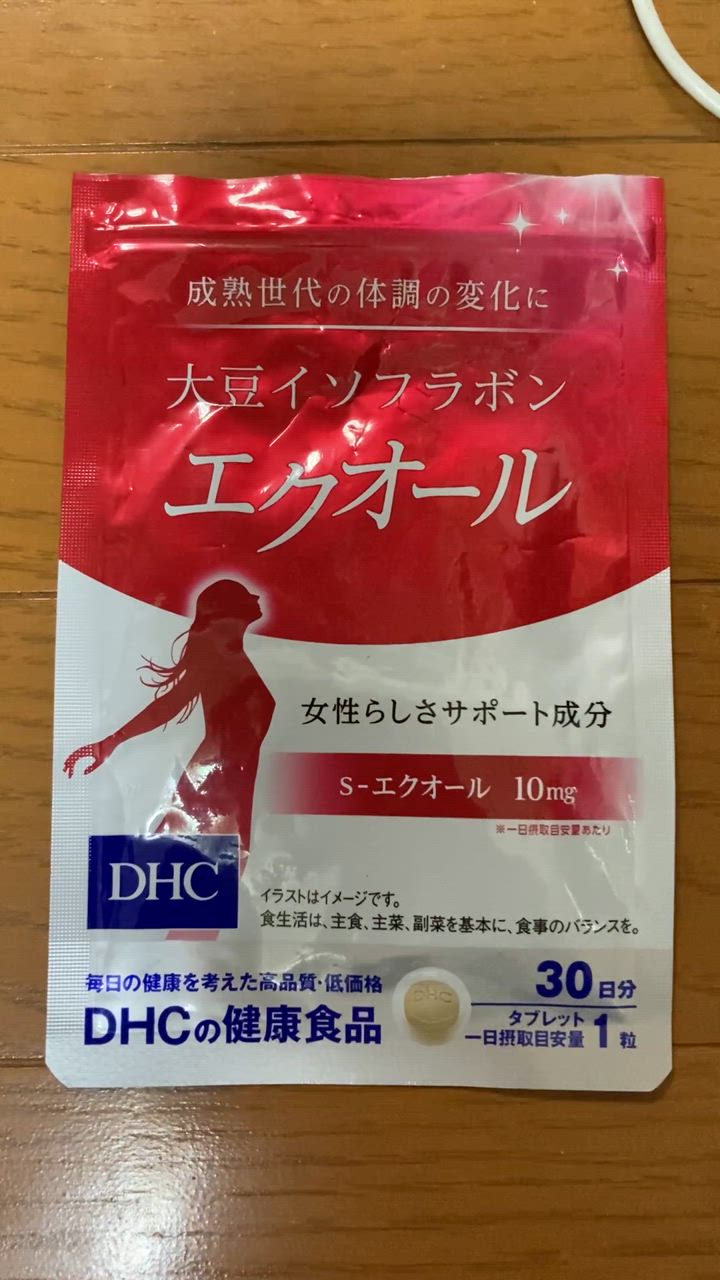 成熟世代の体調の変化に
大豆イソフラボン
エクオール
女性らしさサポート成分
S-エクオール 10mg
※一日摂取目安量あたり
DHC
イラストはイメージです。
食生活は、主食、主菜、副菜を基本に、食事のバランスを。
毎日の健康を考えた高品質・低価格
DHCの健康食品
DHC
30日分
タブレット
一日摂取目安量 1粒